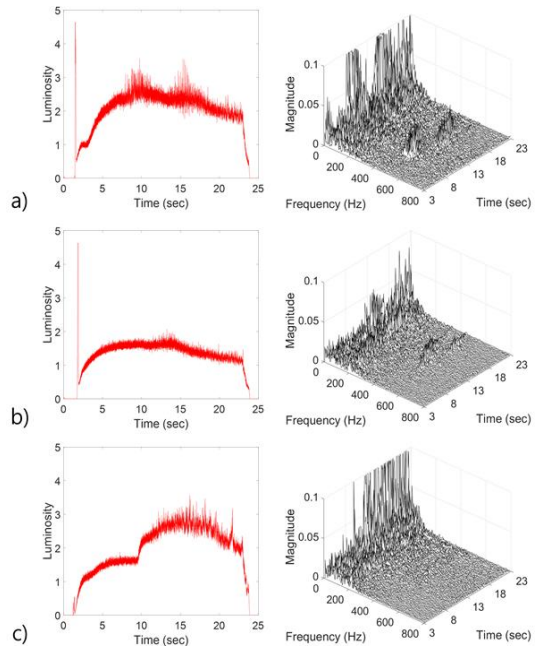 5
4
3
2
1
0
Luminosity
0 5 10 15 20 25
Time (sec)
0.1
0.05
0
Magnitude
0 200 400 600 800
Frequency (Hz)
3 8 13 18 23
Time (sec)
a)
5
4
3
2
1
0
Luminosity
0 5 10 15 20 25
Time (sec)
0.1
0.05
0
Magnitude
0 200 400 600 800
Frequency (Hz)
3 8 13 18 23
Time (sec)
b)
5
4
3
2
1
0
Luminosity
0 5 10 15 20 25
Time (sec)
0.1
0.05
0
Magnitude
0 200 400 600 800
Frequency (Hz)
3 8 13 18 23
Time (sec)
c)